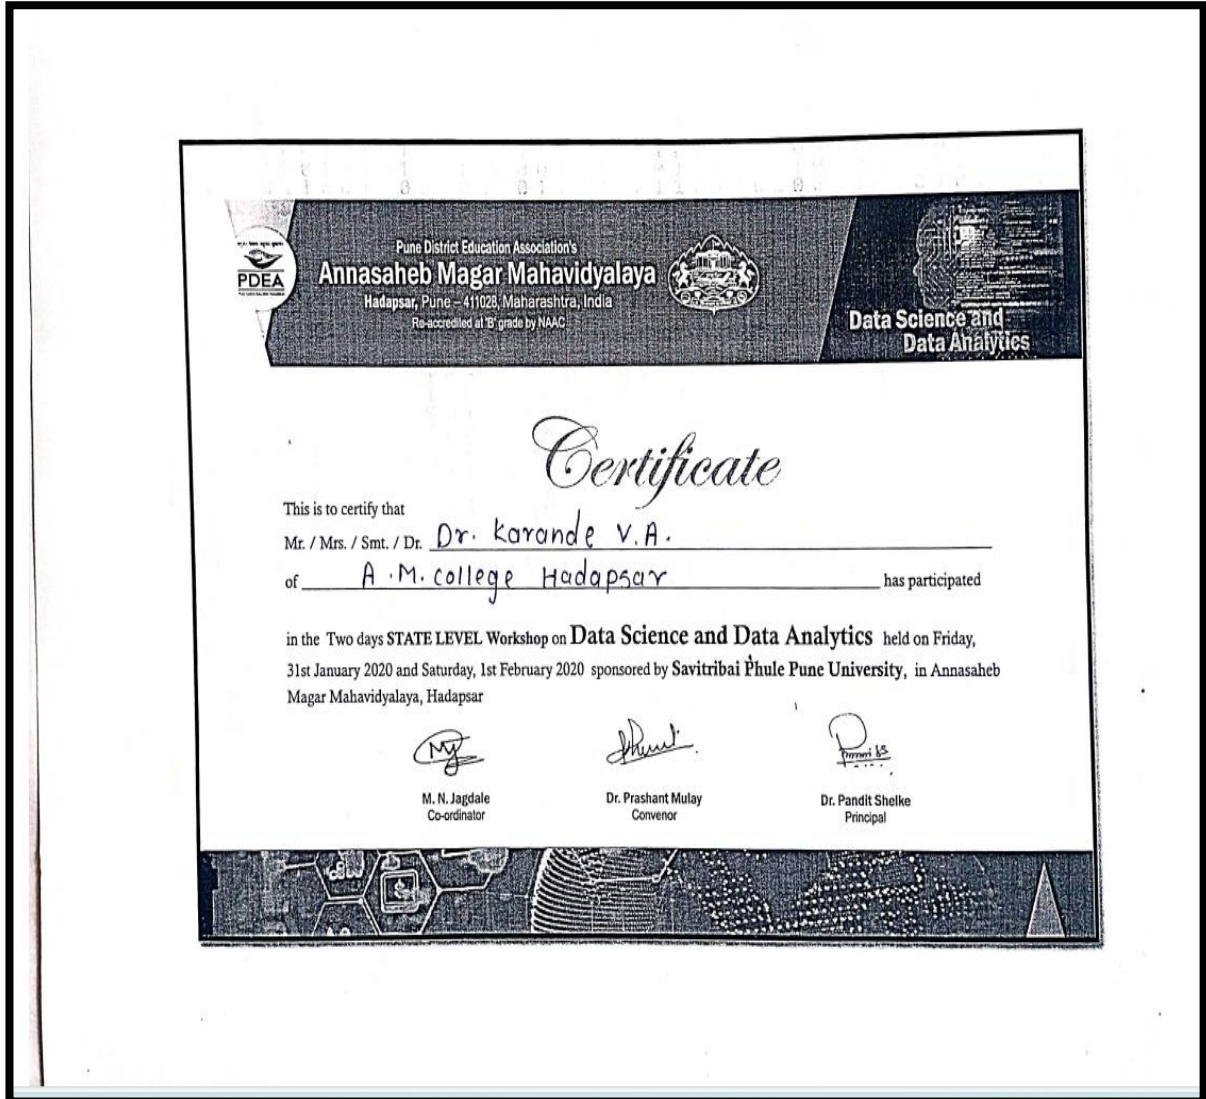 PDEA
Pune District Education Association's
Annasaheb Magar Mahavidyalaya
Hadapsar, Pune – 411028, Maharashtra, India
Re-accredited at 'B' grade by NAAC
Data Science and
Data Analytics
Certificate
This is to certify that
Mr. / Mrs. / Smt. / Dr. Dr. Karande V.A.
of A.M. college Hadapsar has participated
in the Two days STATE LEVEL Workshop on Data Science and Data Analytics held on Friday,
31st January 2020 and Saturday, 1st February 2020 sponsored by Savitribai Phule Pune University, in Annasaheb
Magar Mahavidyalaya, Hadapsar
M. N. Jagdale
Co-ordinator
Dr. Prashant Mulay
Convenor
Dr. Pandit Shelke
Principal